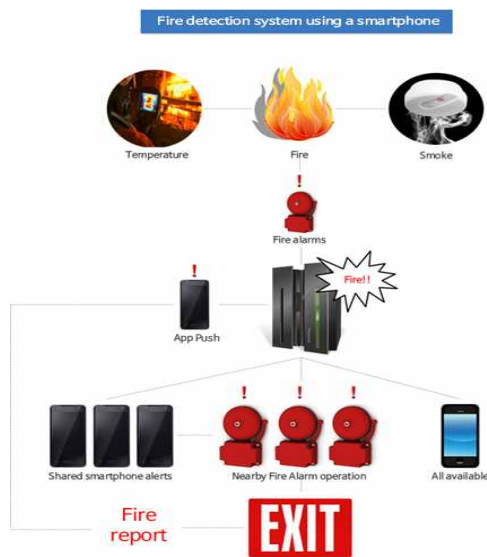 Fire detection system using a smartphone
Temperature
Fire
Smoke
!
Fire alarms
Fire!!
!
App Push
! ! !
Shared smartphone alerts
Nearby Fire Alarm operation
All available
Fire
report
EXIT